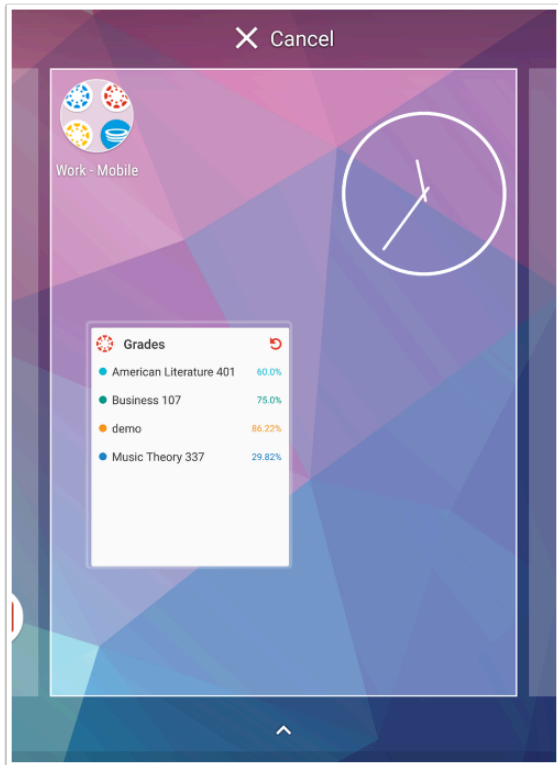 Cancel
Work - Mobile
Grades
American Literature 401 60.0%
Business 107 75.0%
demo 86.22%
Music Theory 337 29.82%